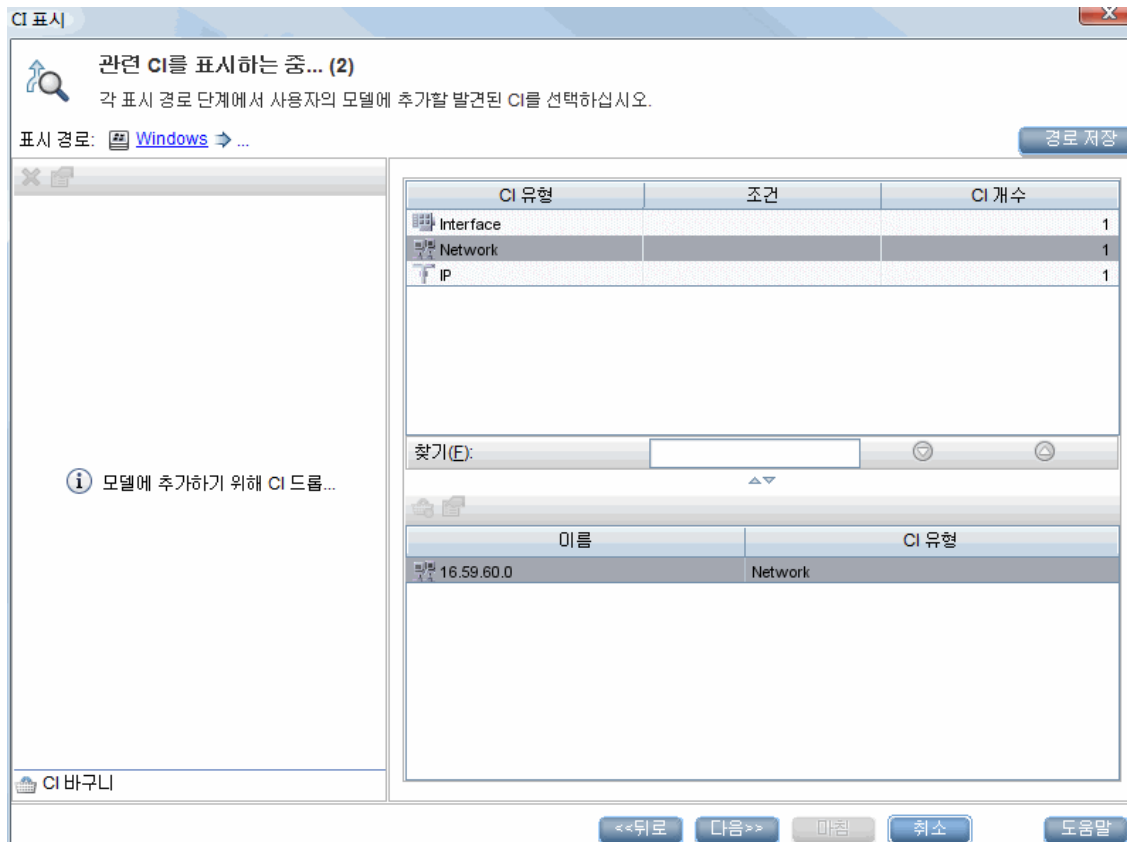 CI 표시
관련 CI를 표시하는 중... (2)
각 표시 경로 단계에서 사용자의 모델에 추가할 발견된 CI를 선택하십시오.
표시 경로: Windows ...
경로 저장
CI 유형 조건 CI 개수
Interface 1
Network 1
IP 1
찾기(F):
모델에 추가하기 위해 CI 드롭...
이름 CI 유형
16.59.60.0 Network
CI 바구니
<<뒤로 다음>> 마침 취소 도움말